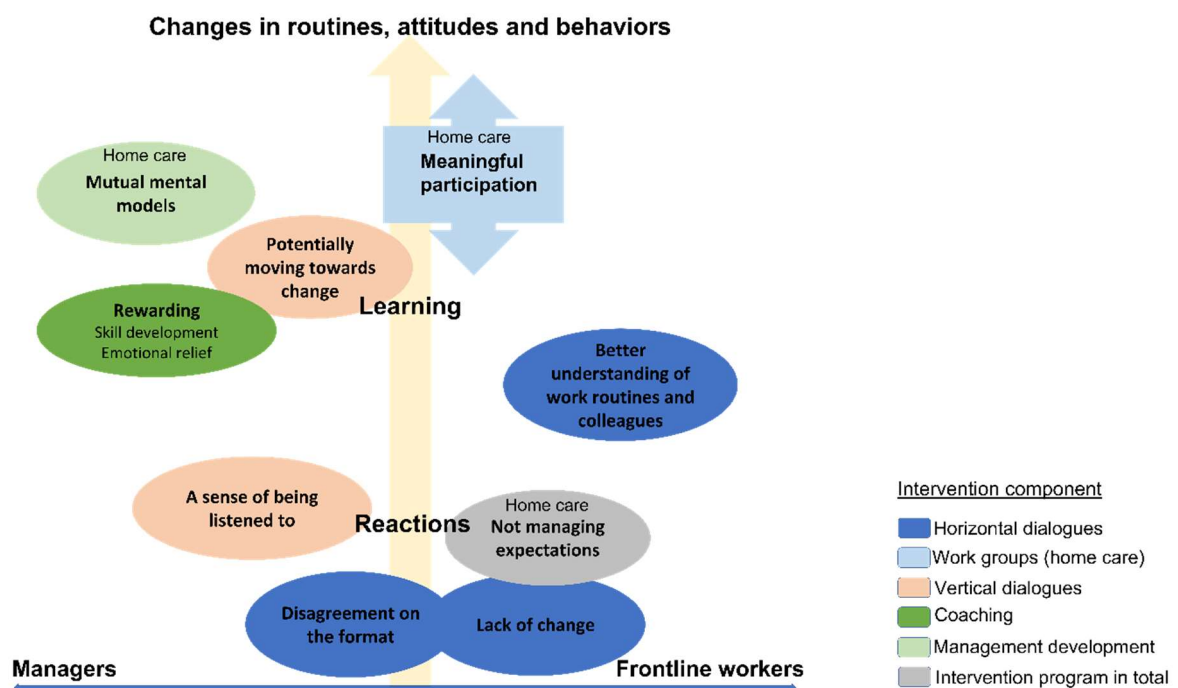 Changes in routines, attitudes and behaviors
Home care
Meaningful
participation
Home care
Mutual mental
models
Potentially
moving towards
change
Learning
Rewarding
Skill development
Emotional relief
Better
understanding of
work routines and
colleagues
A sense of being
listened to
Reactions
Home care
Not managing
expectations
Disagreement on
the format
Lack of change
Managers
Frontline workers
Intervention component
Horizontal dialogues
Work groups (home care)
Vertical dialogues
Coaching
Management development
Intervention program in total